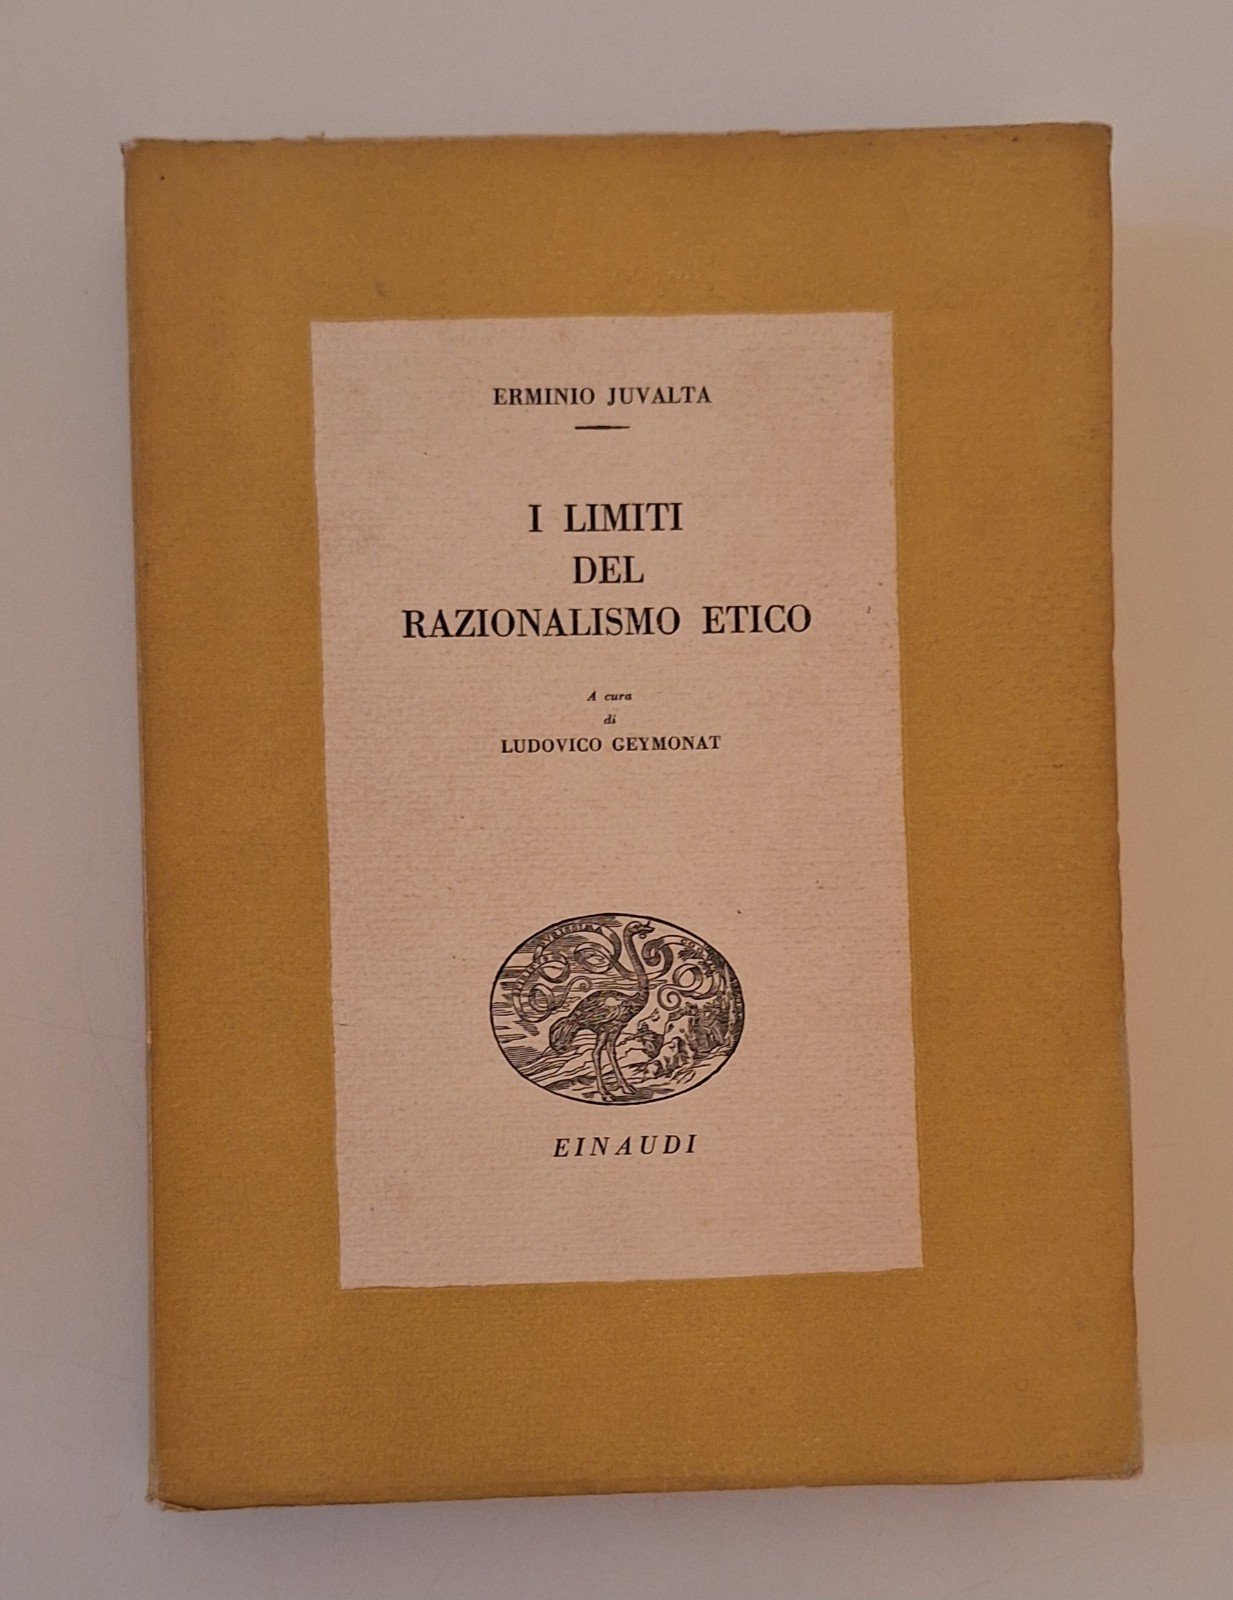 ERMINIO JUVALTA
I LIMITI
DEL
RAZIONALISMO ETICO
A cura
di
LUDOVICO GEYMONAT
EINAUDI